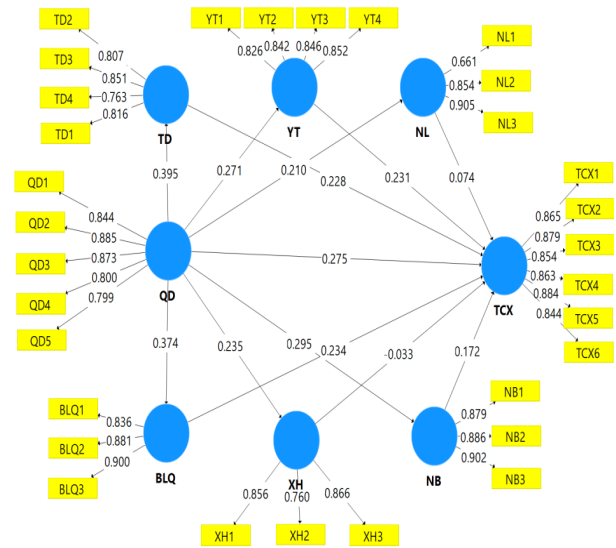 YT1 YT2 YT3 YT4
0.826 0.842 0.846 0.852
YT
TD2
TD3
TD4
TD1
0.807
0.851
0.763
0.816
TD
NL1
NL2
NL3
0.661
0.854
0.905
NL
0.395
0.271
0.210
0.228
0.231
0.074
QD1
QD2
QD3
QD4
QD5
0.844
0.885
0.873
0.800
0.799
QD
0.275
TCX1
TCX2
TCX3
TCX4
TCX5
TCX6
0.865
0.879
0.854
0.863
0.884
0.844
TCX
0.374
0.235
0.295
0.234
-0.033
0.172
BLQ1
BLQ2
BLQ3
0.836
0.881
0.900
BLQ
XH
0.856
0.760
0.866
XH1 XH2 XH3
NB1
NB2
NB3
0.879
0.886
0.902
NB